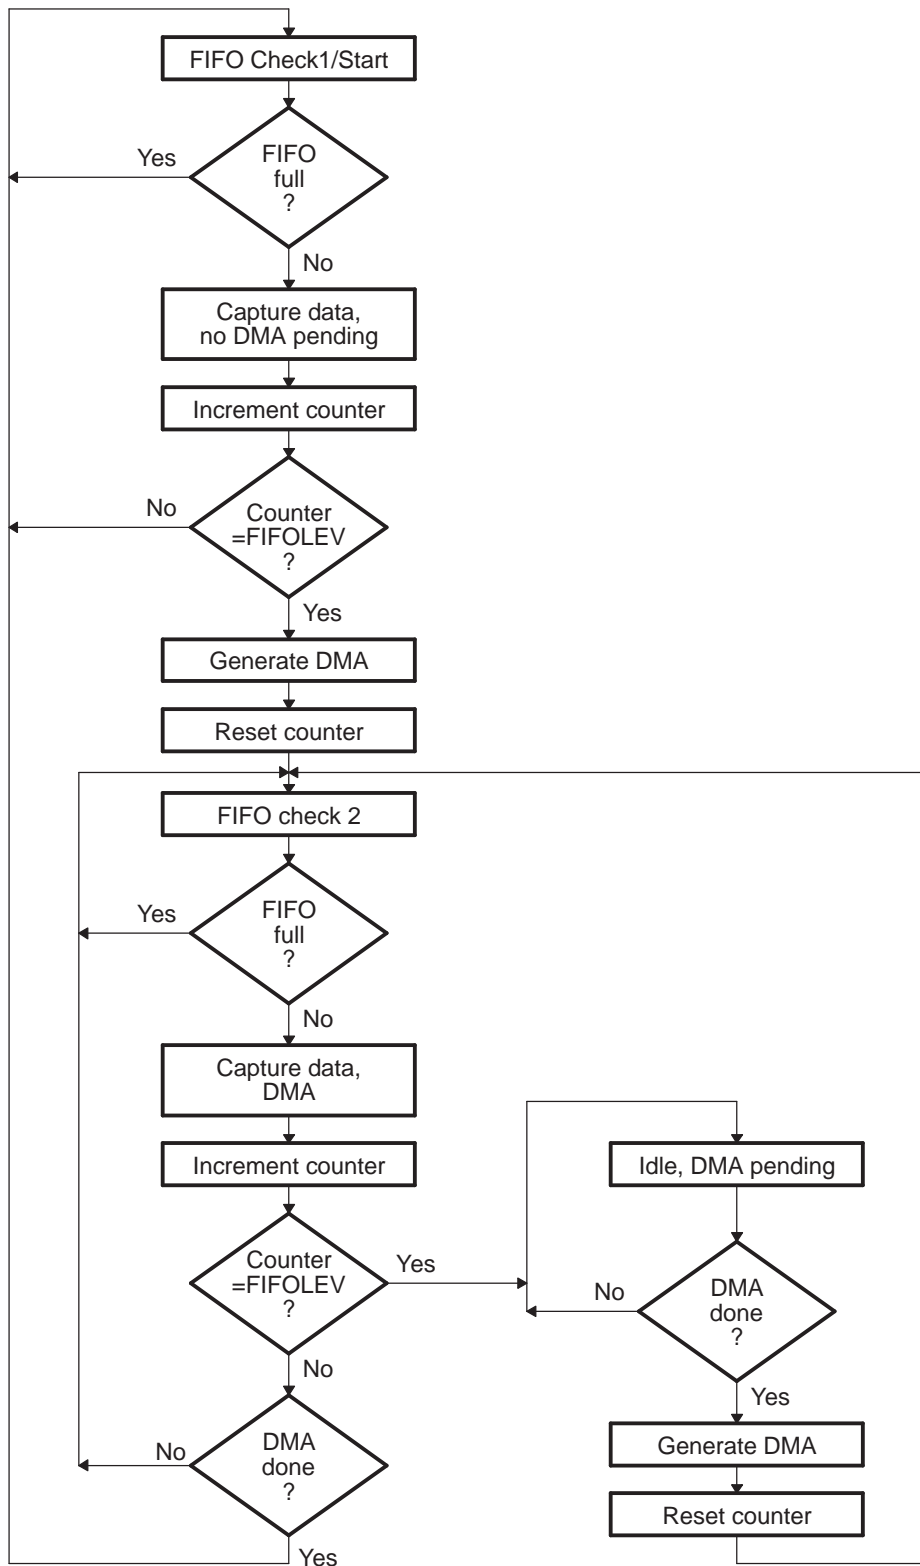 FIFO Check1/Start
FIFO
full
?
Yes
No
Capture data,
no DMA pending
Increment counter
Counter
=FIFOLEV
?
No
Yes
Generate DMA
Reset counter
FIFO check 2
FIFO
full
?
Yes
No
Capture data,
DMA
Increment counter
Counter
=FIFOLEV
?
Yes
No
DMA
done
?
No
Yes
Idle, DMA pending
DMA
done
?
No
Yes
Generate DMA
Reset counter